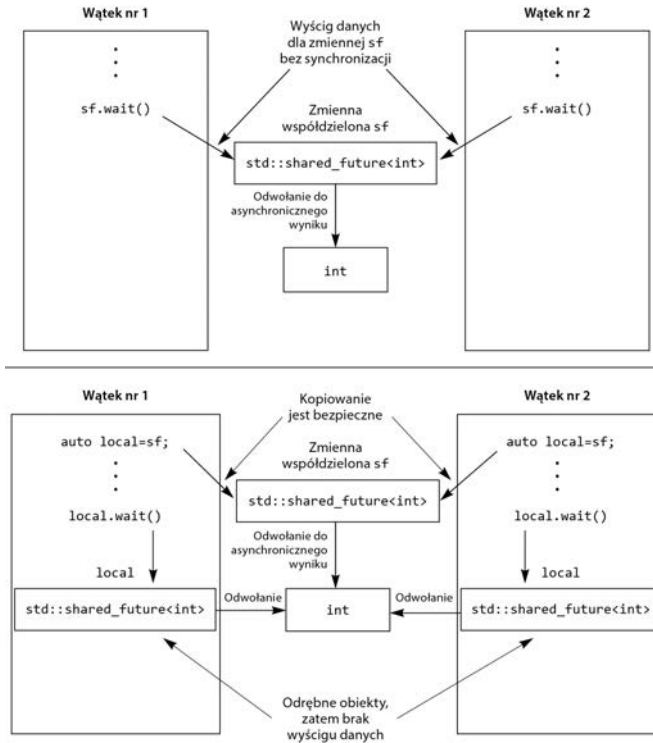 Wątek nr 1
Wyścig danych
dla zmiennej sf
bez synchronizacji
Wątek nr 2
sf.wait()
sf.wait()
Zmienna
współdzielona sf
std::shared_future<int>
Odwołanie do
asynchronicznego
wyniku
int
Wątek nr 1
Kopiowanie
jest bezpieczne
Wątek nr 2
auto local=sf;
auto local=sf;
Zmienna
współdzielona sf
std::shared_future<int>
local.wait()
local.wait()
Odwołanie do
asynchronicznego
wyniku
local
local
std::shared_future<int>
Odwołanie
int
Odwołanie
std::shared_future<int>
Odrębne obiekty,
zatem brak
wyścigu danych